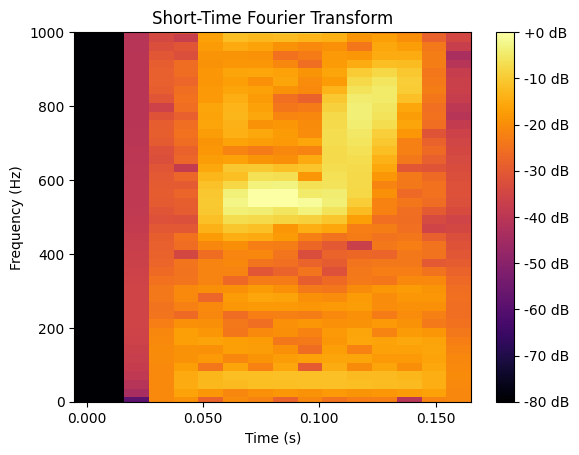 Short-Time Fourier Transform
Frequency (Hz)
1000
800
600
400
200
0
0.000
0.050
0.100
0.150
Time (s)
+0 dB
-10 dB
-20 dB
-30 dB
-40 dB
-50 dB
-60 dB
-70 dB
-80 dB